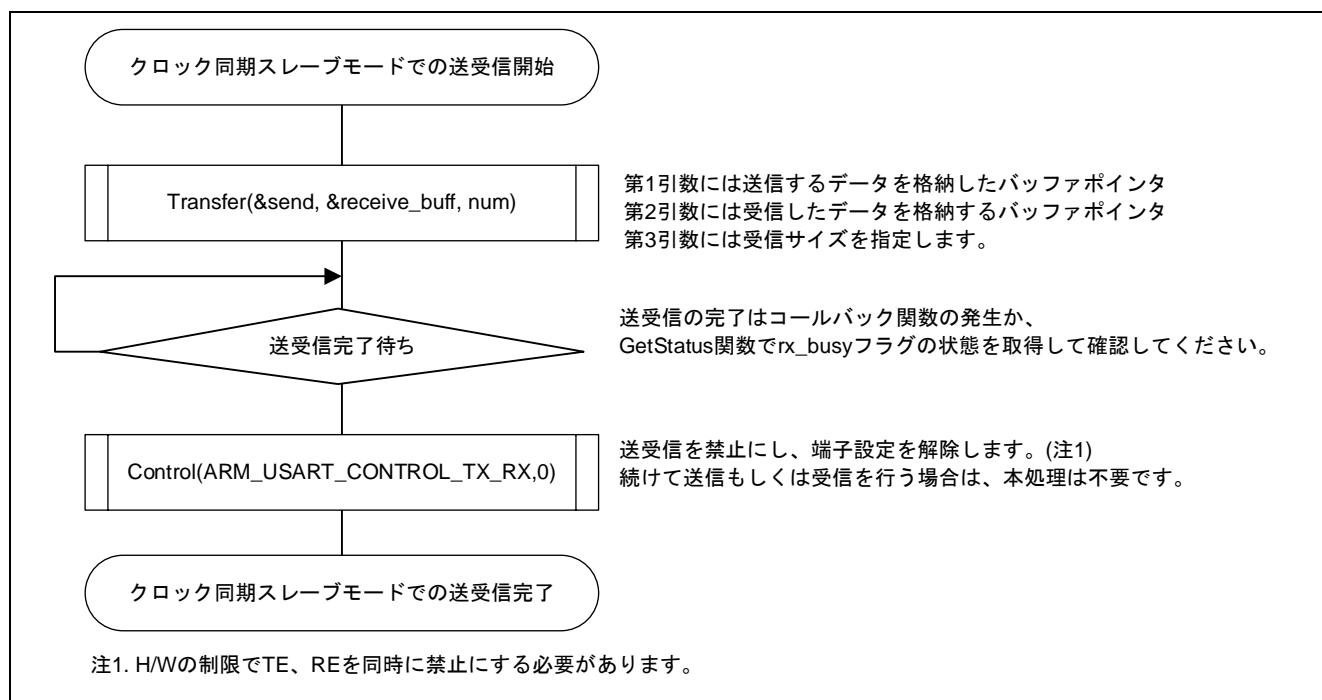 クロック同期スレーブモードでの送受信開始
Transfer(&send, &receive_buff, num)
第1引数には送信するデータを格納したバッファポインタ
第2引数には受信したデータを格納するバッファポインタ
第3引数には受信サイズを指定します。
送受信完了待ち
送受信の完了はコールバック関数の発生か、
GetStatus関数でrx_busyフラグの状態を取得して確認してください。
Control(ARM_USART_CONTROL_TX_RX,0)
送受信を禁止にし、端子設定を解除します。(注1)
続けて送信もしくは受信を行う場合は、本処理は不要です。
クロック同期スレーブモードでの送受信完了
注1. H/Wの制限でTE、REを同時に禁止にする必要があります。